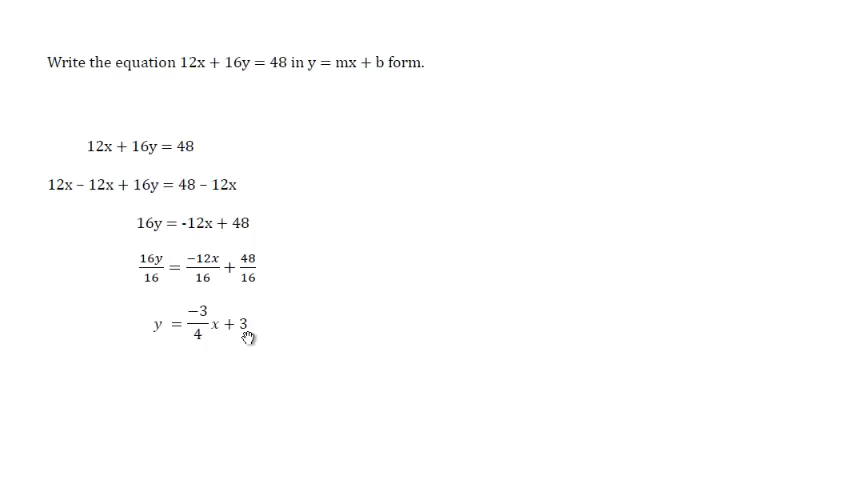 Write the equation 12x + 16y = 48 in y = mx + b form.
12x + 16y = 48
12x – 12x + 16y = 48 – 12x
16y = -12x + 48
16y/16 = −12x/16 + 48/16
y = −3/4 x + 3